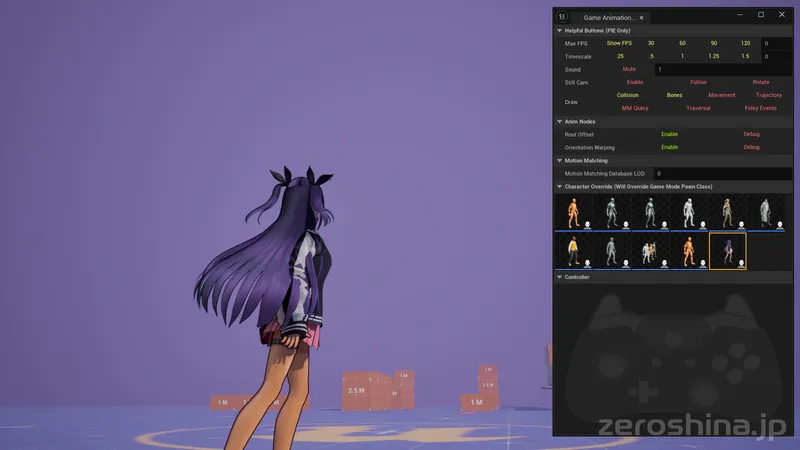 Game Animation...
Helpful Buttons (PIE Only)
Max FPS Show FPS 30 60 90 120 0
Timescale .25 .5 1 1.25 1.5 0
Sound Mute 1
Still Cam Enable Follow Rotate
Draw Collision Bones Movement Trajectory
MM Query Traversal Foley Events
Anim Nodes
Root Offset Enable Debog
Orientation Warping Enable Debug
Motion Matching
Motion Matching Database LOD 0
Character Override (Will Override Game Mode Pawn Class)
Controller
1 M
2.5 M
M
1 M
1 M
zeroshina.jp